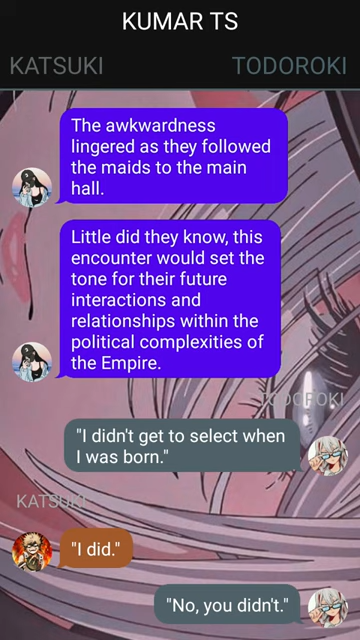 KUMAR TS
KATSUKI TODOROKI
The awkwardness
lingered as they followed
the maids to the main
hall.
Little did they know, this
encounter would set the
tone for their future
interactions and
relationships within the
political complexities of
the Empire.
TODOROKI
"I didn't get to select when
I was born."
KATSUKI
"I did."
"No, you didn't."